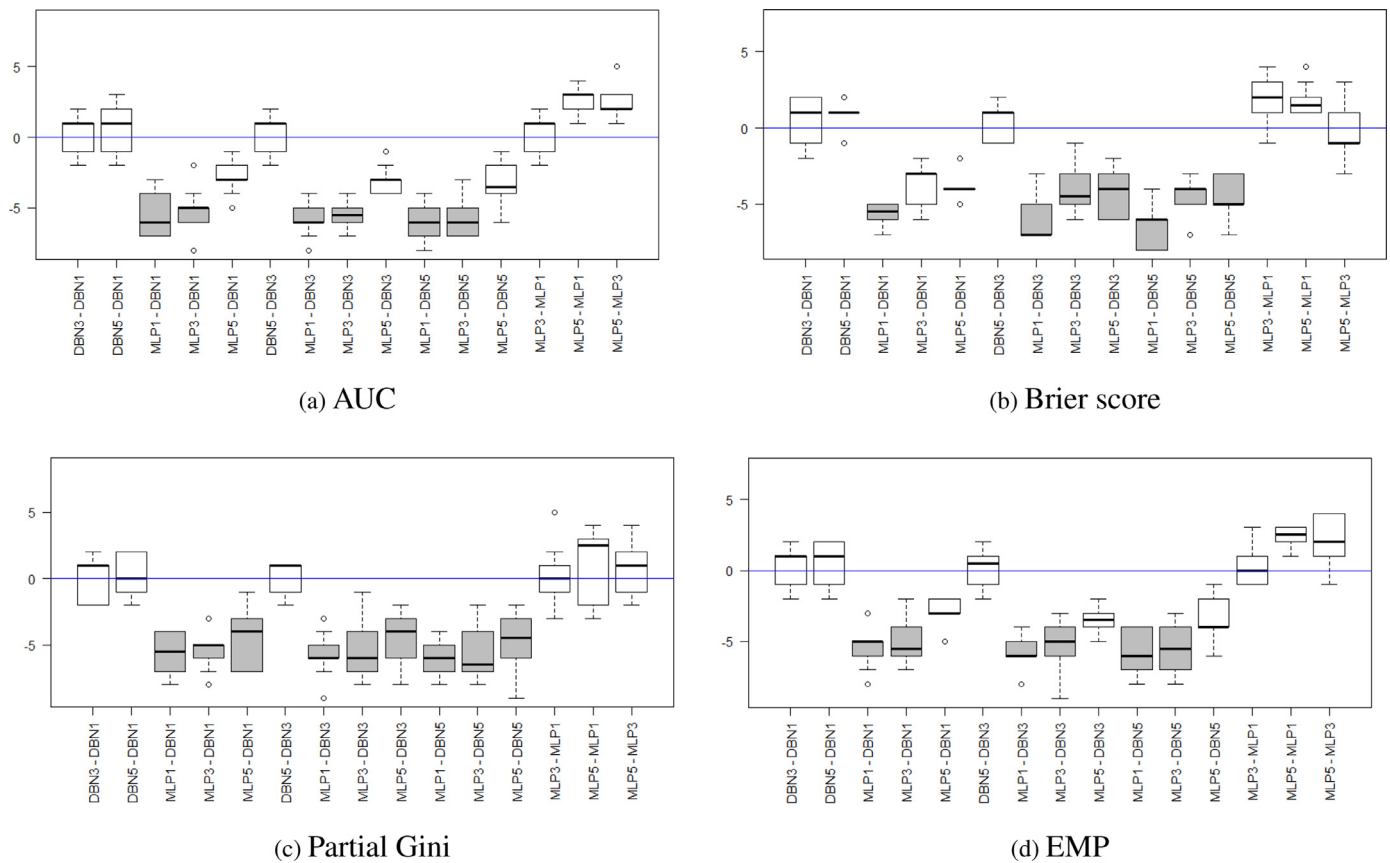 5
0
-5
DBN3 - DBN1
DBN5 - DBN1
MLP1 - DBN1
MLP3 - DBN1
MLP5 - DBN1
DBN5 - DBN3
MLP1 - DBN3
MLP3 - DBN3
MLP5 - DBN3
MLP1 - DBN5
MLP3 - DBN5
MLP5 - DBN5
MLP3 - MLP1
MLP5 - MLP1
MLP5 - MLP3
(a) AUC
5
0
-5
DBN3 - DBN1
DBN5 - DBN1
MLP1 - DBN1
MLP3 - DBN1
MLP5 - DBN1
DBN5 - DBN3
MLP1 - DBN3
MLP3 - DBN3
MLP5 - DBN3
MLP1 - DBN5
MLP3 - DBN5
MLP5 - DBN5
MLP3 - MLP1
MLP5 - MLP1
MLP5 - MLP3
(b) Brier score
5
0
-5
DBN3 - DBN1
DBN5 - DBN1
MLP1 - DBN1
MLP3 - DBN1
MLP5 - DBN1
DBN5 - DBN3
MLP1 - DBN3
MLP3 - DBN3
MLP5 - DBN3
MLP1 - DBN5
MLP3 - DBN5
MLP5 - DBN5
MLP3 - MLP1
MLP5 - MLP1
MLP5 - MLP3
(c) Partial Gini
5
0
-5
DBN3 - DBN1
DBN5 - DBN1
MLP1 - DBN1
MLP3 - DBN1
MLP5 - DBN1
DBN5 - DBN3
MLP1 - DBN3
MLP3 - DBN3
MLP5 - DBN3
MLP1 - DBN5
MLP3 - DBN5
MLP5 - DBN5
MLP3 - MLP1
MLP5 - MLP1
MLP5 - MLP3
(d) EMP